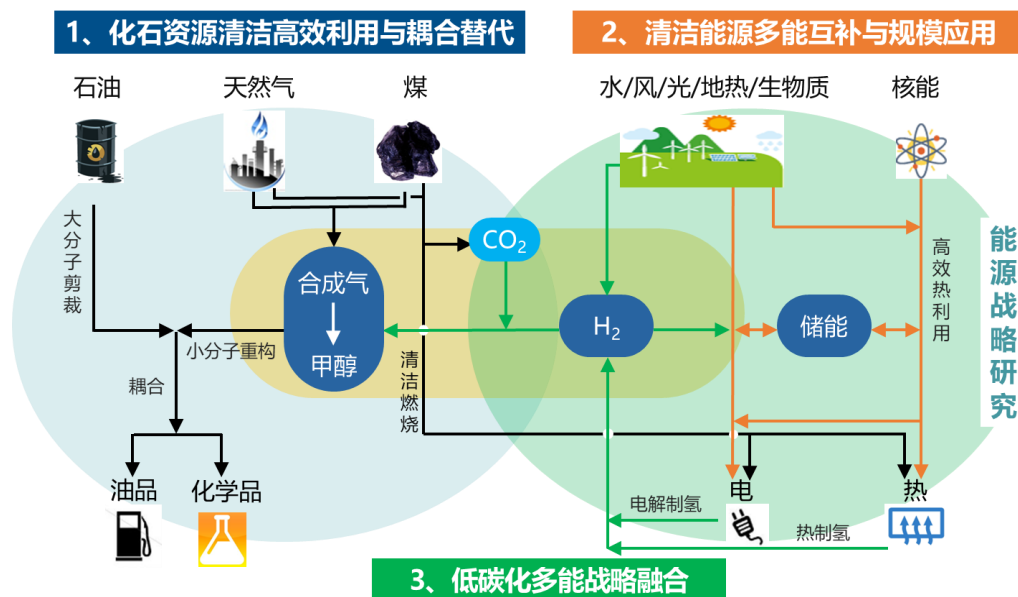 1、化石资源清洁高效利用与耦合替代
2、清洁能源多能互补与规模应用
石油
天然气
煤
水/风/光/地热/生物质
核能
大分子剪裁
CO₂
高效热利用
能源战略研究
合成气
甲醇
H₂
储能
小分子重构
清洁燃烧
耦合
油品
化学品
电
热
电解制氢
热制氢
3、低碳化多能战略融合